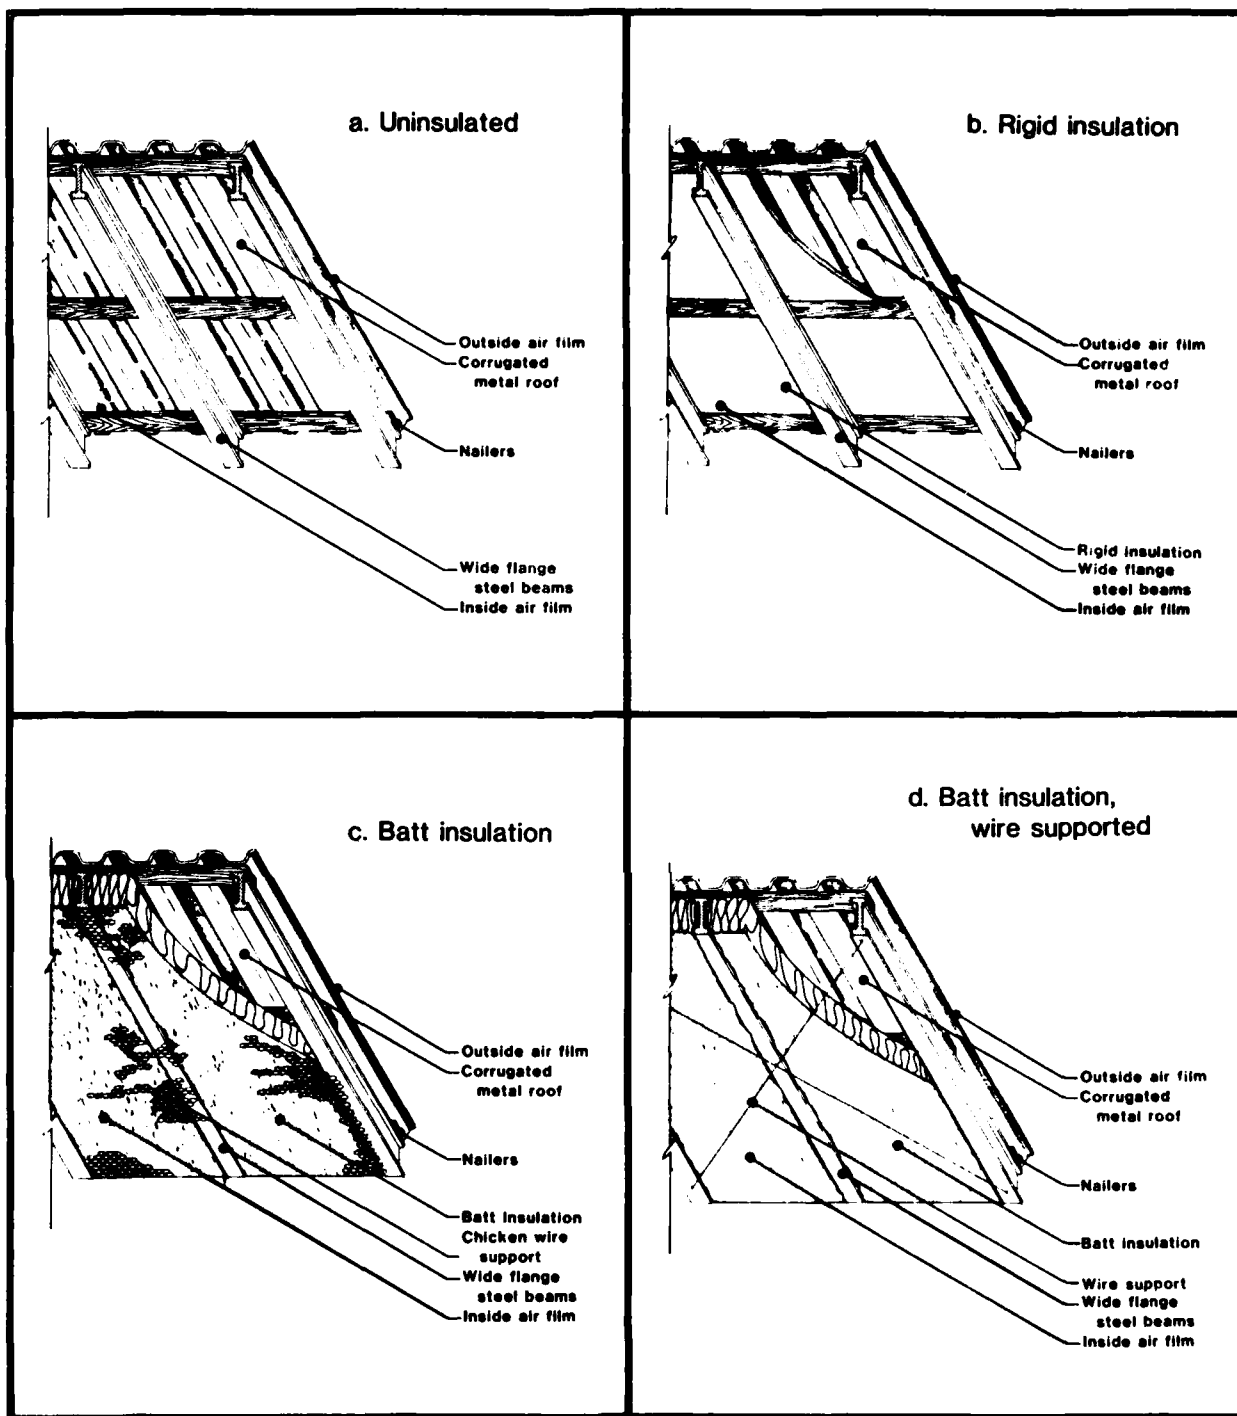 a. Uninsulated
Outside air film
Corrugated
metal roof
Nailers
Wide flange
steel beams
Inside air film
b. Rigid insulation
Outside air film
Corrugated
metal roof
Nailers
Rigid insulation
Wide flange
steel beams
Inside air film
c. Batt insulation
Outside air film
Corrugated
metal roof
Nailers
Batt insulation
Chicken wire
support
Wide flange
steel beams
Inside air film
d. Batt insulation,
wire supported
Outside air film
Corrugated
metal roof
Nailers
Batt insulation
Wire support
Wide flange
steel beams
Inside air film